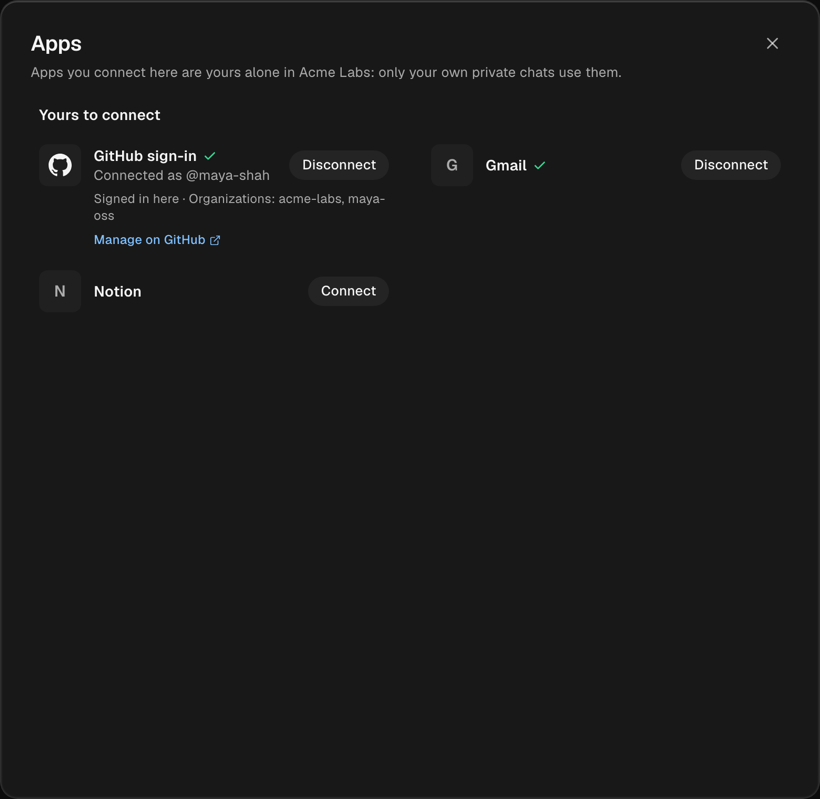 Apps
Apps you connect here are yours alone in Acme Labs: only your own private chats use them.
Yours to connect
GitHub sign-in
Connected as @maya-shah
Disconnect
Signed in here · Organizations: acme-labs, maya-
oss
Manage on GitHub
G
Gmail
Disconnect
N
Notion
Connect